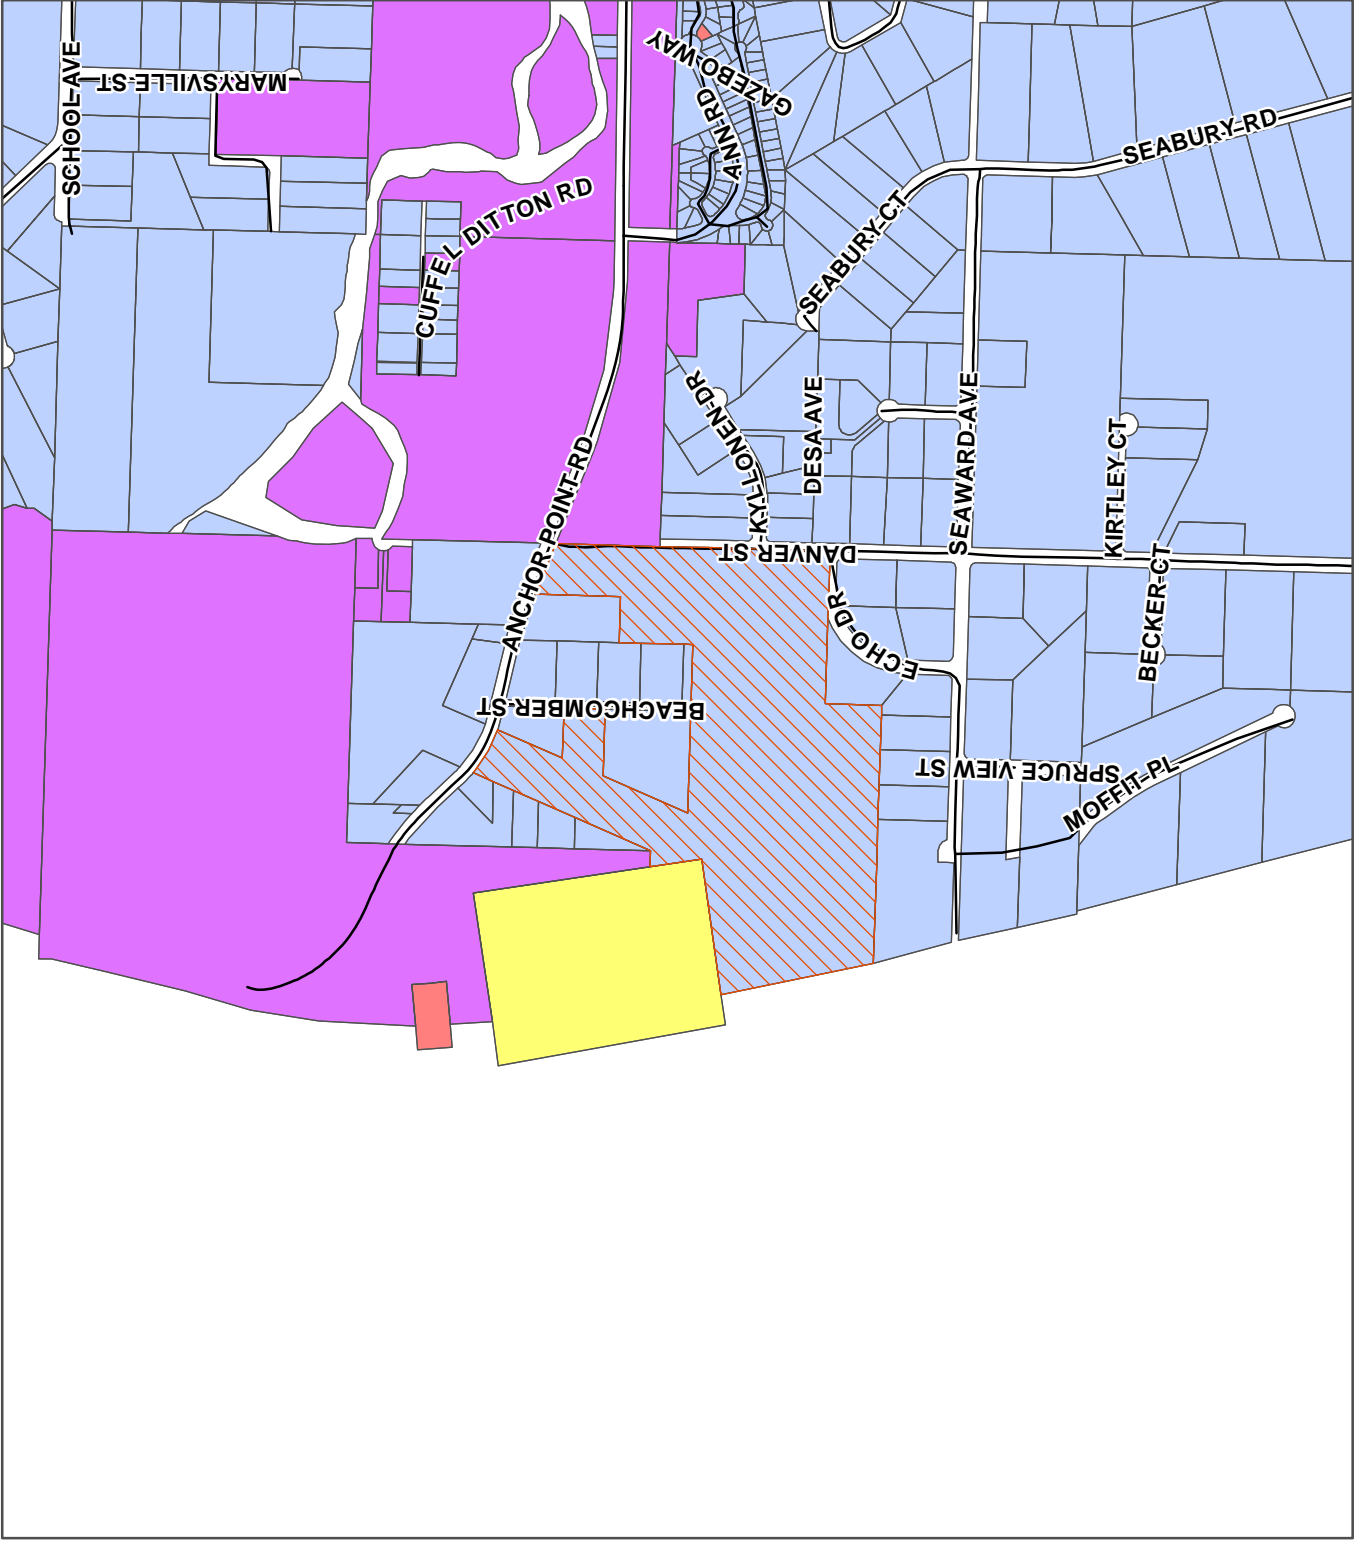 SCHOOL AVE
MARYSVILLE ST
GAZEBO WAY
ANN RD
SEABURY RD
CUFFEL DITTON RD
SEABURY CT
KYLLONEN DR
DESA AVE
SEAWARD AVE
KIRTLEY CT
ANCHOR POINT RD
DANVER ST
ECHO DR
BECKER CT
BEACHCOMBER ST
SPRUCE VIEW ST
MOFFIT PL